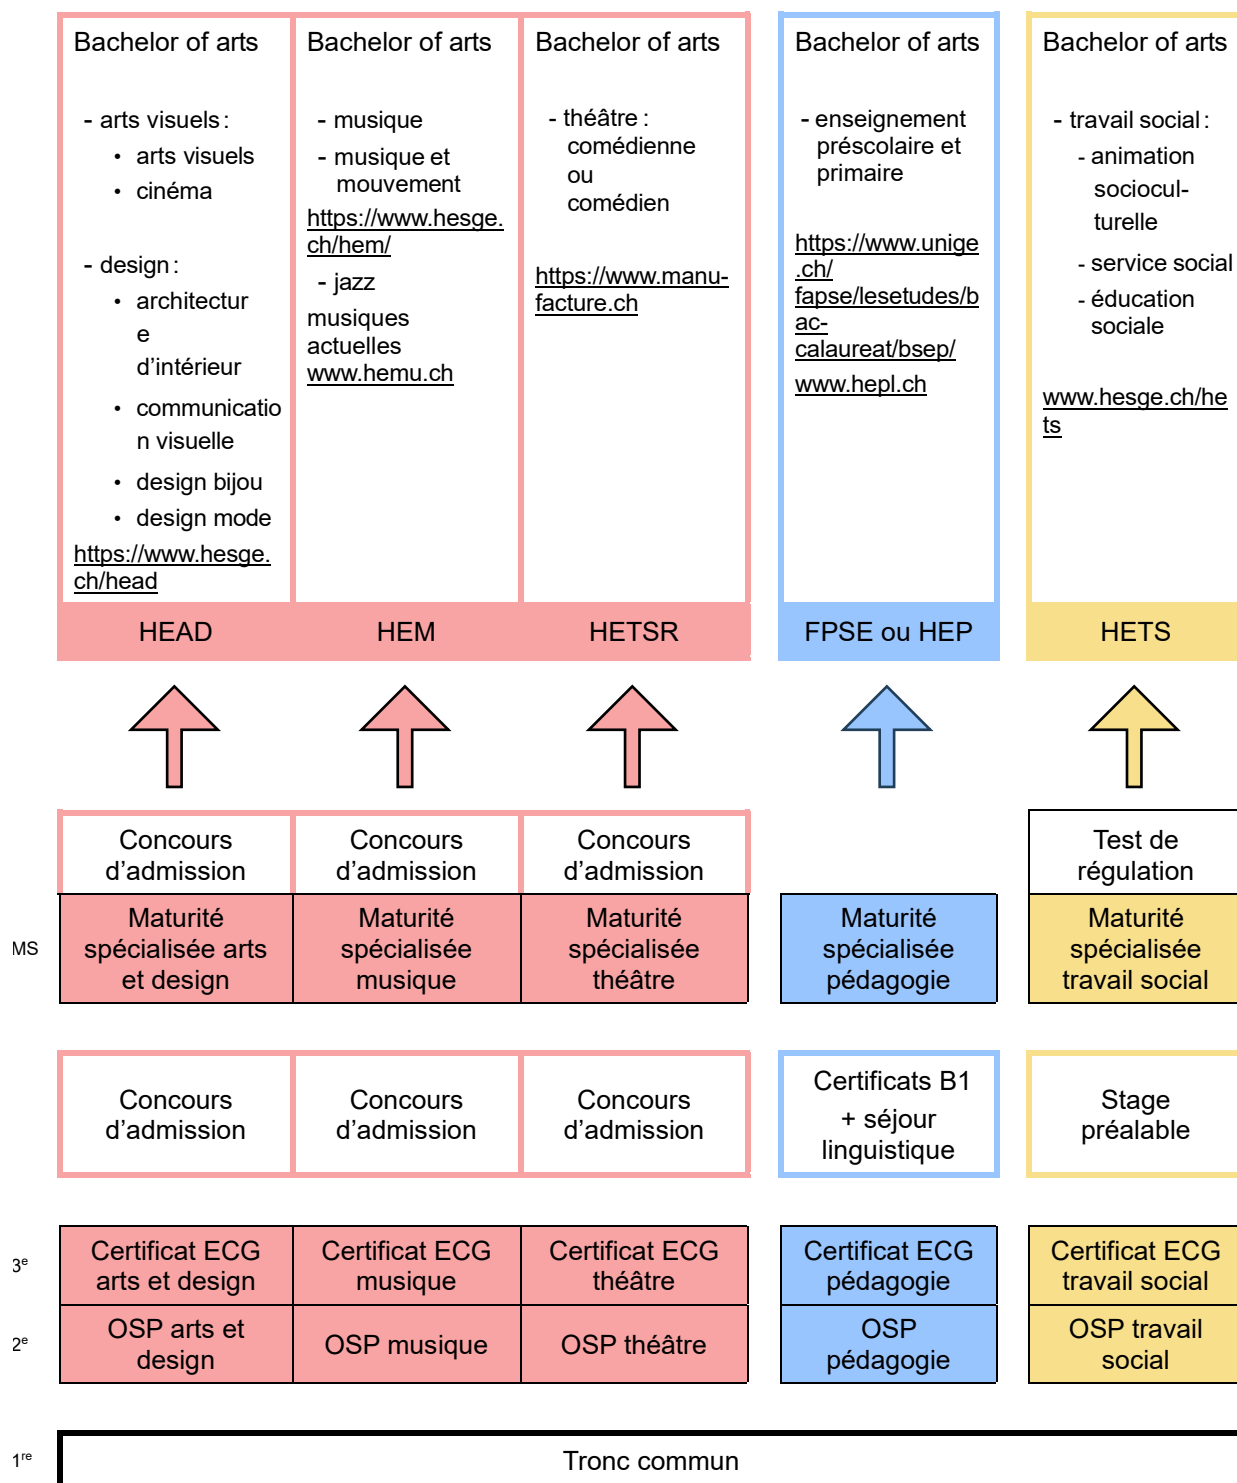 Bachelor of arts
- arts visuels :
• arts visuels
• cinéma
- design :
• architectur
e
d’intérieur
• communicatio
n visuelle
• design bijou
• design mode
https://www.hesge.
ch/head
HEAD
Bachelor of arts
- musique
- musique et
mouvement
https://www.hesge.
ch/hem/
- jazz
musiques
actuelles
www.hemu.ch
HEM
Bachelor of arts
- théâtre :
comédienne
ou
comédien
https://www.manu-
facture.ch
HETSR
Bachelor of arts
- enseignement
préscolaire et
primaire
https://www.unige
.ch/
fapse/lesetudes/b
ac-
calaureat/bsep/
www.hepl.ch
FPSE ou HEP
Bachelor of arts
- travail social :
- animation
sociocul-
turelle
- service social
- éducation
sociale
www.hesge.ch/he
ts
HETS
Concours
d’admission
Concours
d’admission
Concours
d’admission
Test de
régulation
MS
Maturité
spécialisée arts
et design
Maturité
spécialisée
musique
Maturité
spécialisée
théâtre
Maturité
spécialisée
pédagogie
Maturité
spécialisée
travail social
Concours
d’admission
Concours
d’admission
Concours
d’admission
Certificats B1
+ séjour
linguistique
Stage
préalable
3e
Certificat ECG
arts et design
Certificat ECG
musique
Certificat ECG
théâtre
Certificat ECG
pédagogie
Certificat ECG
travail social
2e
OSP arts et
design
OSP musique
OSP théâtre
OSP
pédagogie
OSP travail
social
1re
Tronc commun